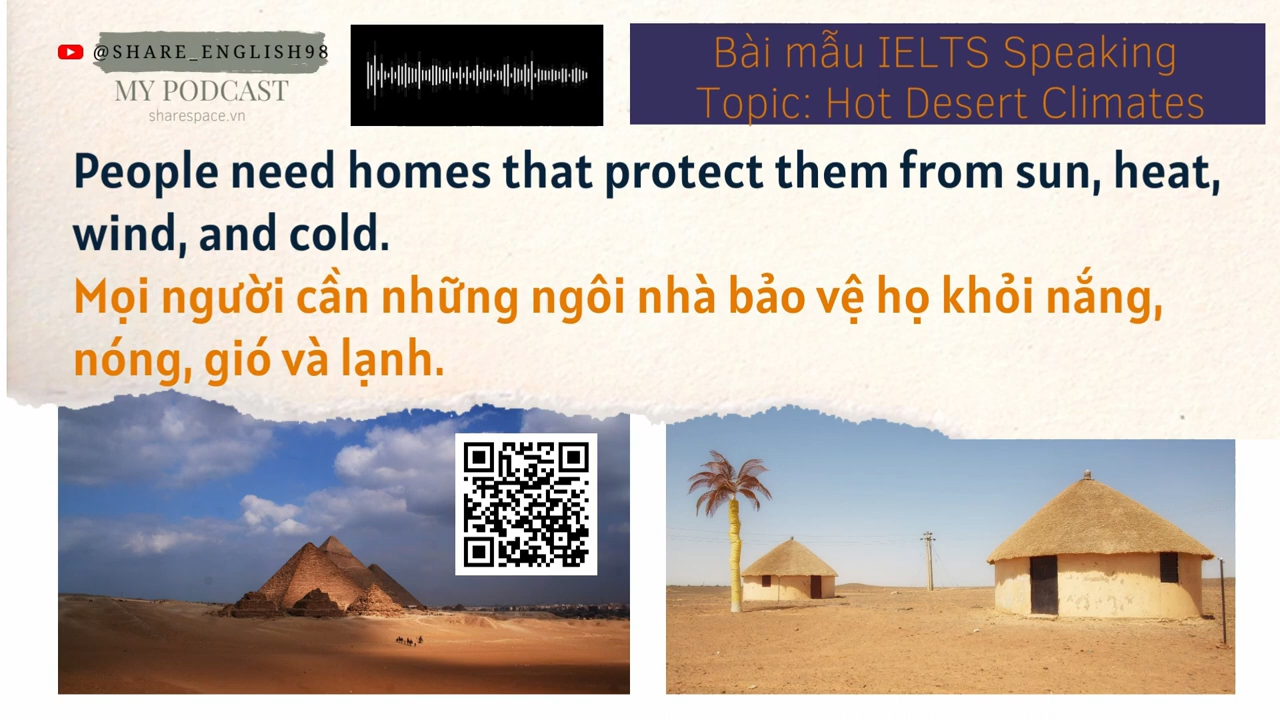 @SHARE_ENGLISH98
MY PODCAST
sharespace.vn
Bài mẫu IELTS Speaking
Topic: Hot Desert Climates
People need homes that protect them from sun, heat,
wind, and cold.
Mọi người cần những ngôi nhà bảo vệ họ khỏi nắng,
nóng, gió và lạnh.